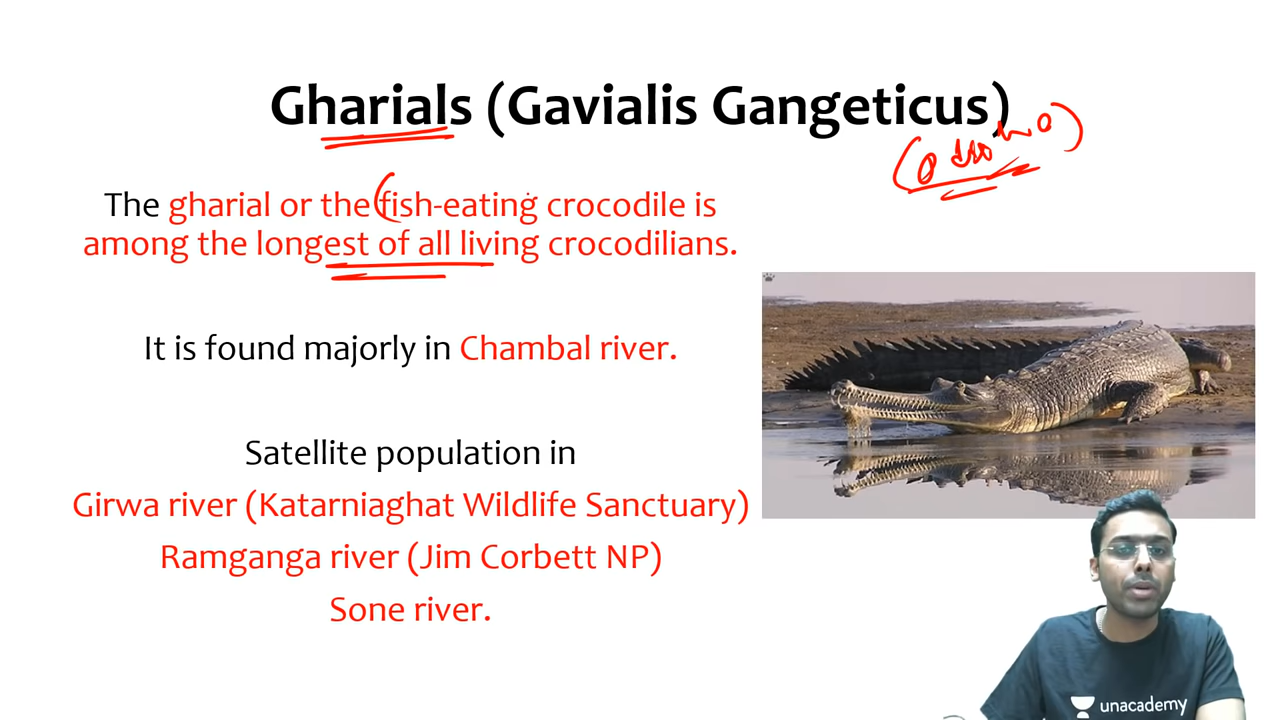 Gharials (Gavialis Gangeticus)
The gharial or the fish-eating crocodile is
among the longest of all living crocodilians.
It is found majorly in Chambal river.
Satellite population in
Girwa river (Katarniaghat Wildlife Sanctuary)
Ramganga river (Jim Corbett NP)
Sone river.
unacademy